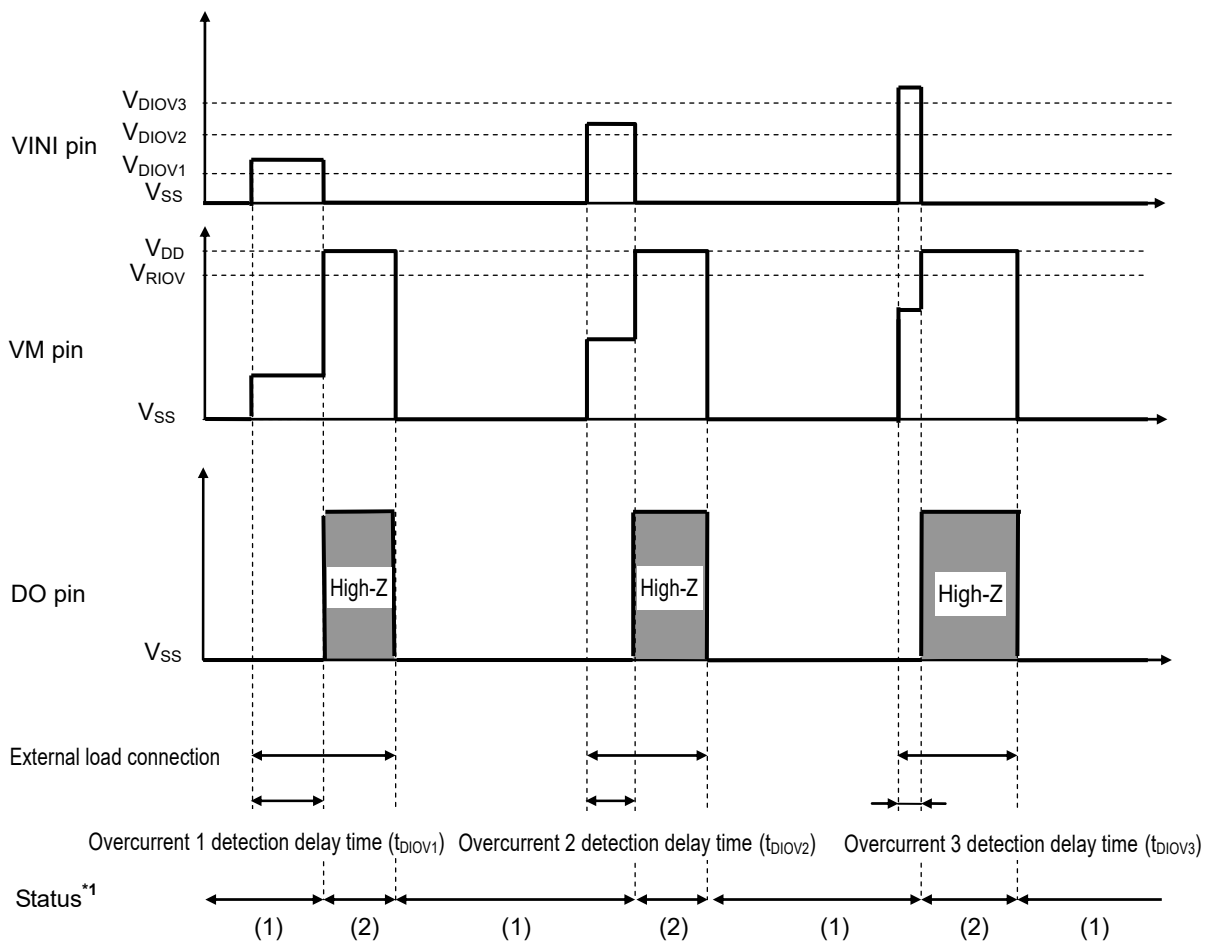 VINI pin
VDIOV3
VDIOV2
VDIOV1
VSS
VM pin
VDD
VRIOV
VSS
DO pin
High-Z
High-Z
High-Z
VSS
External load connection
Overcurrent 1 detection delay time (tDIOV1)
Overcurrent 2 detection delay time (tDIOV2)
Overcurrent 3 detection delay time (tDIOV3)
Status*1
(1)
(2)
(1)
(2)
(1)
(2)
(1)